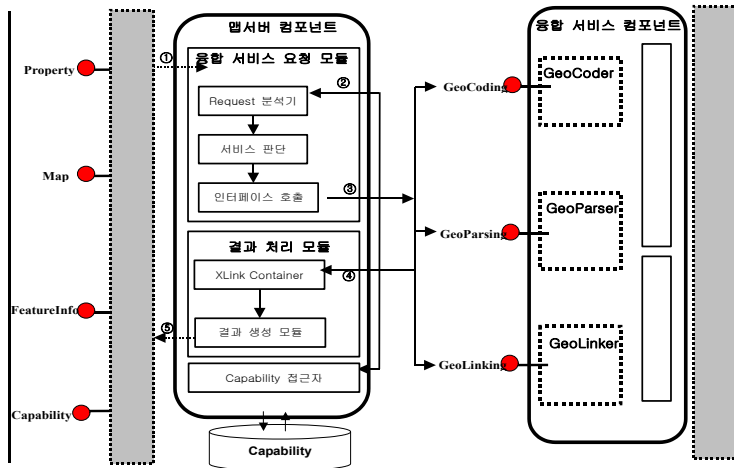 맵서버 컴포넌트
융합 서비스 요청 모듈
①
②
Request 분석기
서비스 판단
인터페이스 호출
③
결과 처리 모듈
XLink Container
④
⑤
결과 생성 모듈
Capability 접근자
Capability
Property
Map
FeatureInfo
Capability
GeoCoding
GeoParsing
GeoLinking
융합 서비스 컴포넌트
GeoCoder
GeoParser
GeoLinker